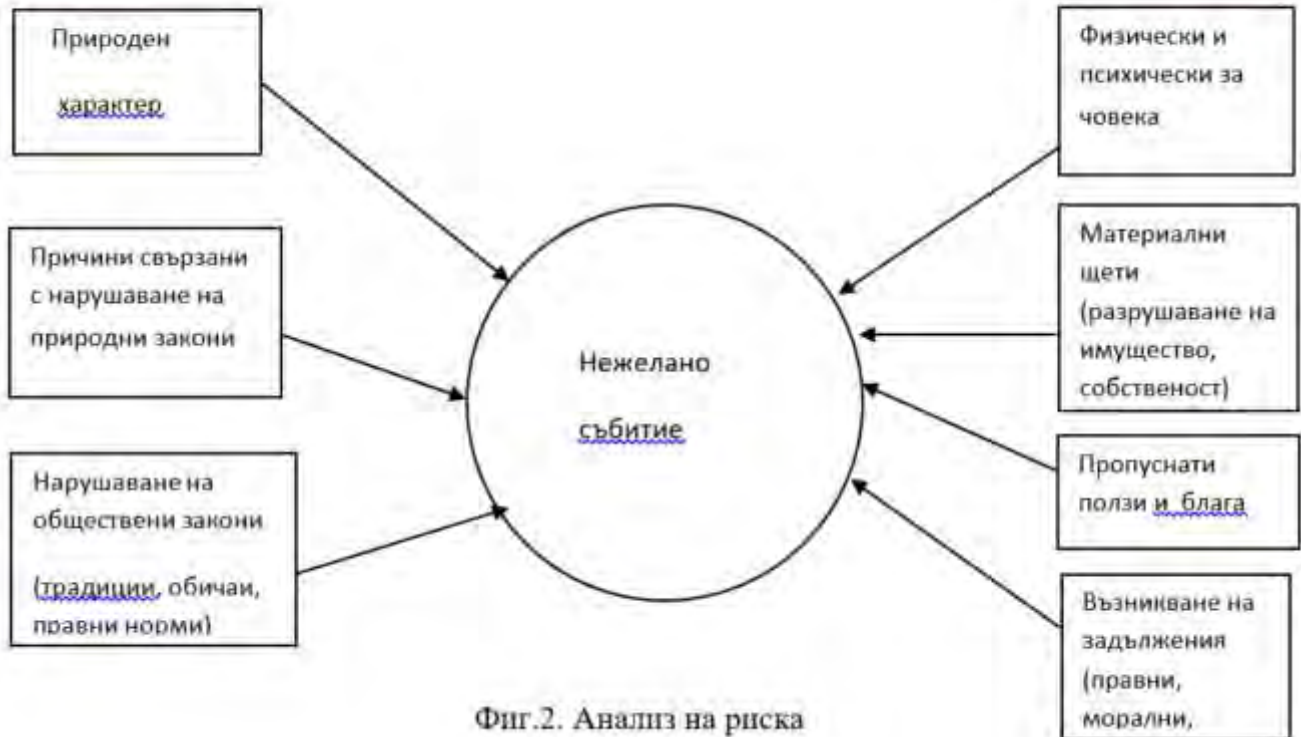 Природен
характер
Причини свързани
с нарушаване на
природни закони
Нарушаване на
обществени закони
(традиции, обичаи,
правни норми)
Нежелано
събитие
Физически и
психически за
човека
Материални
щети
(разрушаване на
имущество,
собственост)
Пропуснати
ползи и блага
Възникване на
задължения
(правни,
морални,
Фиг.2. Анализ на риска